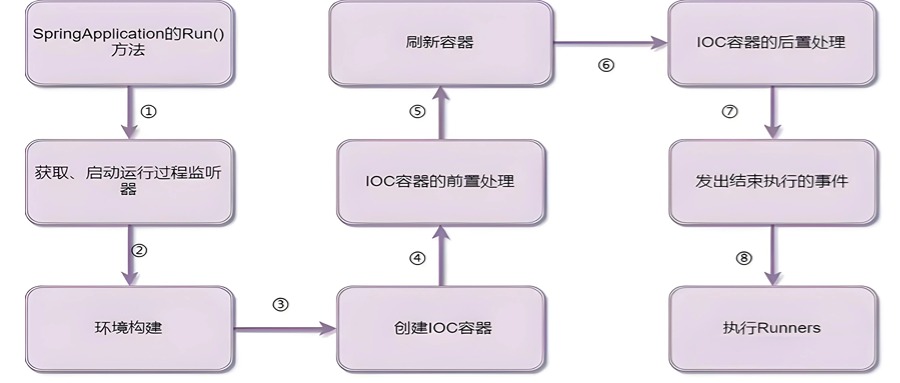 SpringApplication的Run()
方法
①
获取、启动运行过程监听
器
②
环境构建
③
创建IOC容器
④
IOC容器的前置处理
⑤
刷新容器
⑥
IOC容器的后置处理
⑦
发出结束执行的事件
⑧
执行Runners